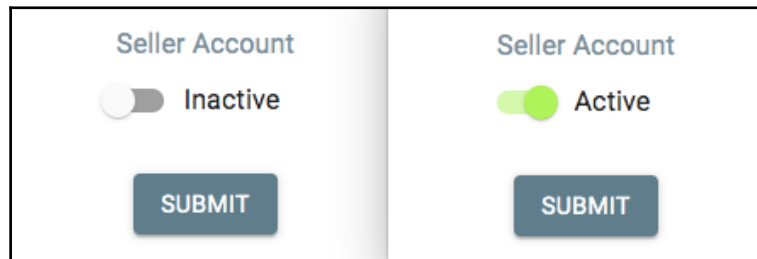 Seller Account
Inactive
SUBMIT
Seller Account
Active
SUBMIT